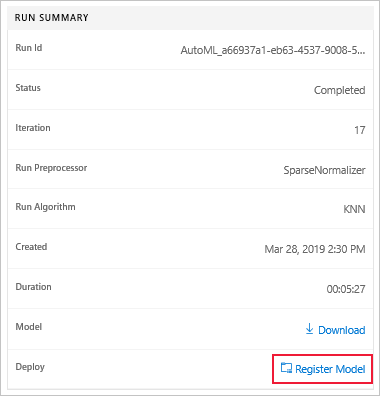 RUN SUMMARY
Run Id AutoML_a66937a1-eb63-4537-9008-5...
Status Completed
Iteration 17
Run Preprocessor SparseNormalizer
Run Algorithm KNN
Created Mar 28, 2019 2:30 PM
Duration 00:05:27
Model Download
Deploy Register Model